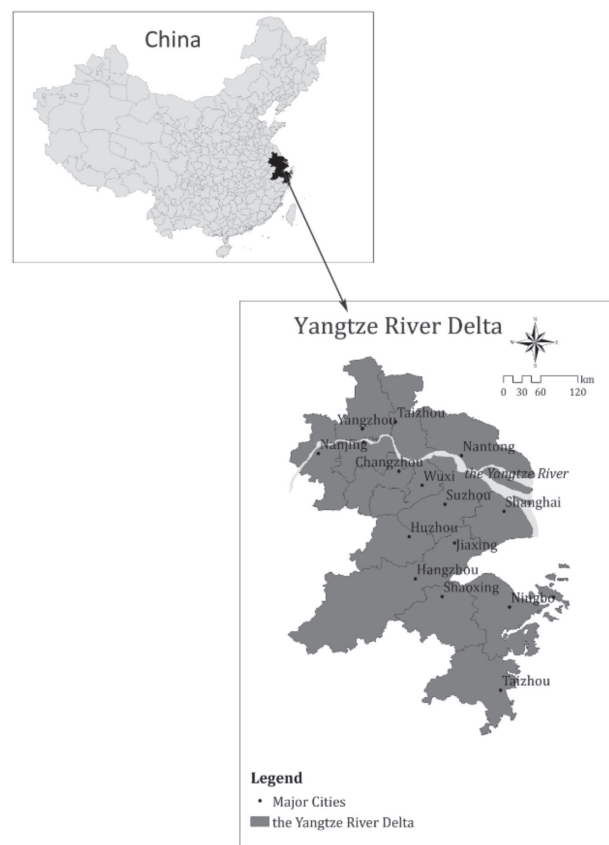 China
Yangtze River Delta
N
W
E
S
km
0 30 60 120
Yangzhou
Taizhou
Nanjing
Nantong
Changzhou
the Yangtze River
Wuxi
Suzhou
Shanghai
Huzhou
Jiaxing
Hangzhou
Shaoxing
Ningbo
Taizhou
Legend
Major Cities
the Yangtze River Delta